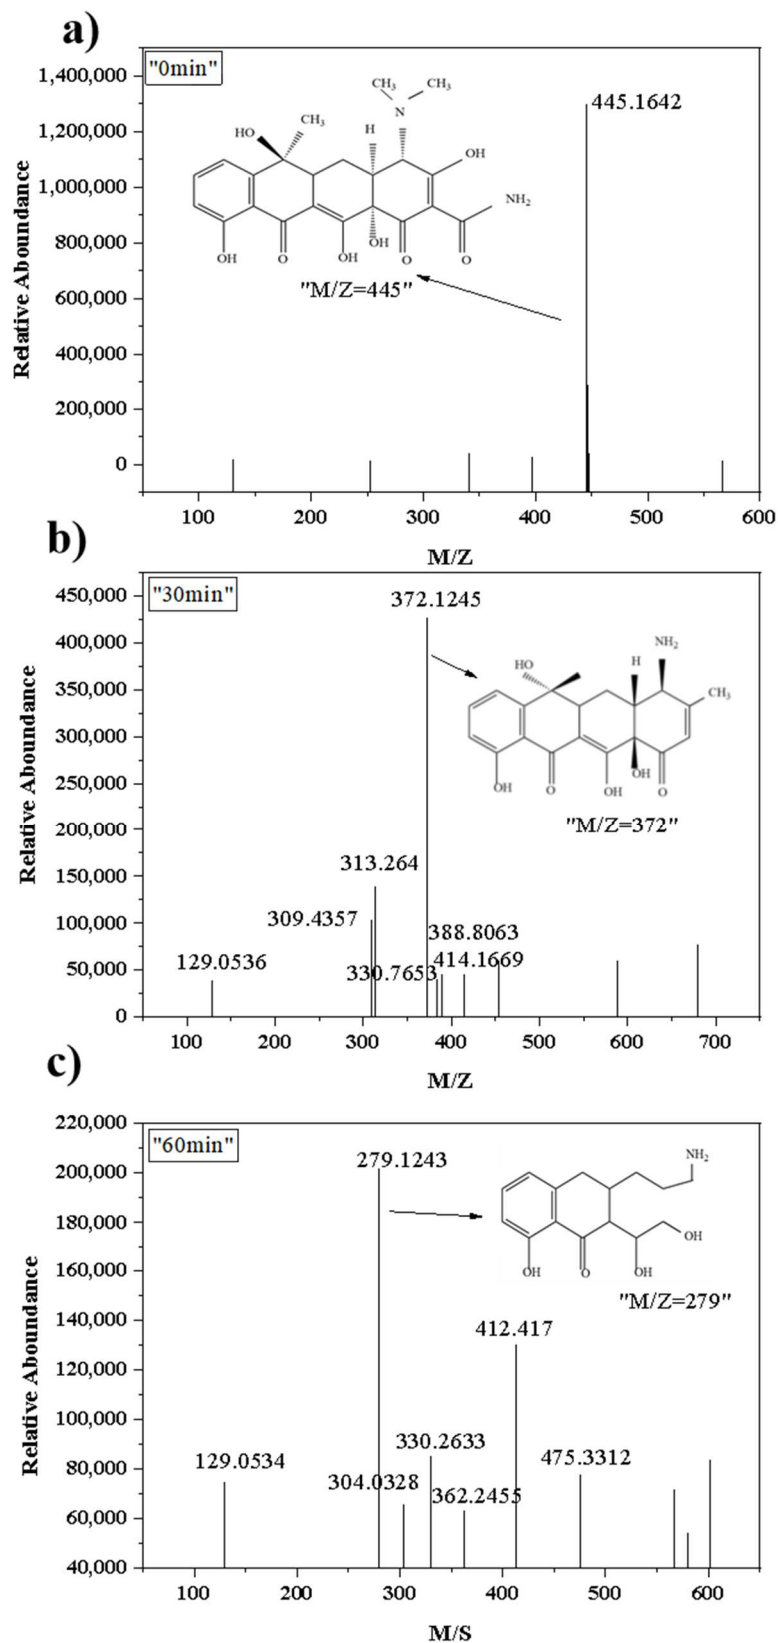 a)
"0min"
1,400,000
1,200,000
1,000,000
800,000
600,000
400,000
200,000
0
Relative Aboundance
445.1642
CH3 CH3
N
HO CH3 H OH
NH2
OH O OH OH O O
"M/Z=445"
100 200 300 400 500 600
M/Z
b)
"30min"
450,000
400,000
350,000
300,000
250,000
200,000
150,000
100,000
50,000
0
Relative Aboundance
372.1245
313.264
309.4357
388.8063
129.0536
330.7653
414.1669
NH2
HO H
CH3
OH O OH OH O
"M/Z=372"
100 200 300 400 500 600 700
M/Z
c)
"60min"
220,000
200,000
180,000
160,000
140,000
120,000
100,000
80,000
60,000
40,000
Relative Aboundance
279.1243
412.417
330.2633
129.0534
304.0328
362.2455
475.3312
NH2
OH
OH O OH
"M/Z=279"
100 200 300 400 500 600
M/S